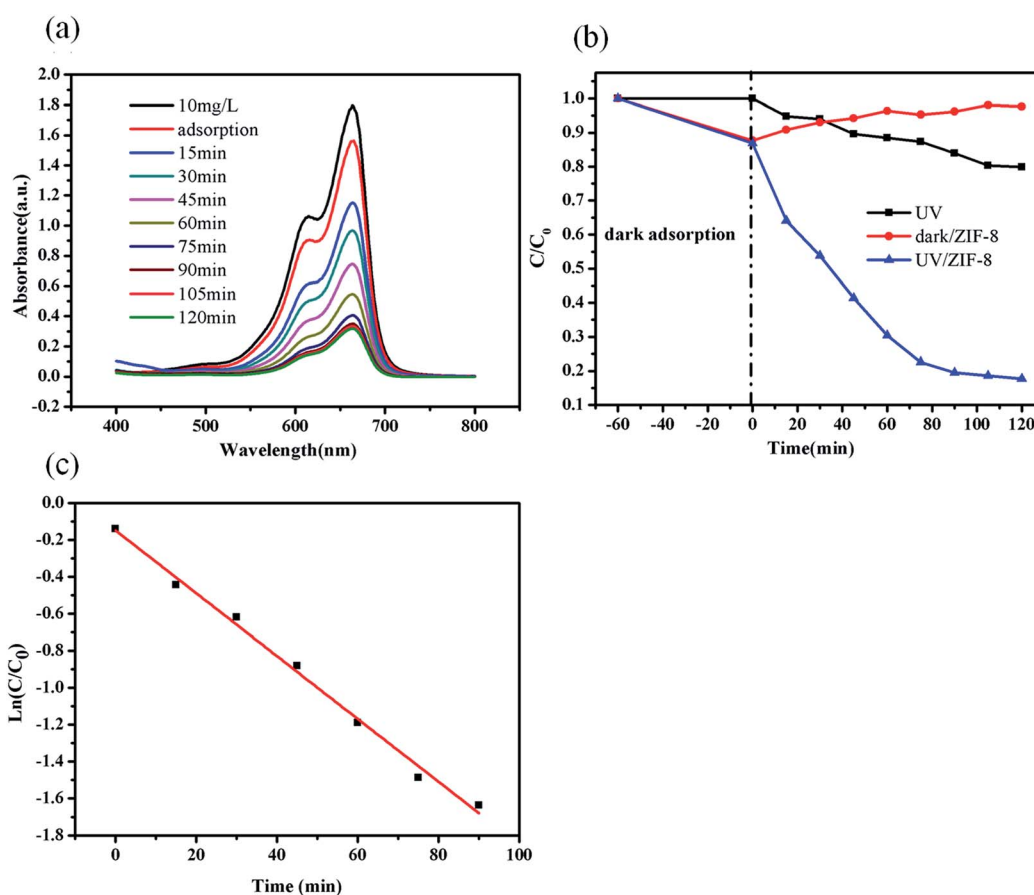 (a)
2.0
1.8
1.6
1.4
1.2
1.0
0.8
0.6
0.4
0.2
0.0
-0.2
Absorbance(a.u.)
10mg/L
adsorption
15min
30min
45min
60min
75min
90min
105min
120min
400 500 600 700 800
Wavelength(nm)
(b)
1.0
0.9
0.8
0.7
0.6
0.5
0.4
0.3
0.2
0.1
C/C0
dark adsorption
UV
dark/ZIF-8
UV/ZIF-8
-60 -40 -20 0 20 40 60 80 100 120
Time(min)
(c)
0.0
-0.2
-0.4
-0.6
-0.8
-1.0
-1.2
-1.4
-1.6
-1.8
Ln(C/C0)
0 20 40 60 80 100
Time (min)